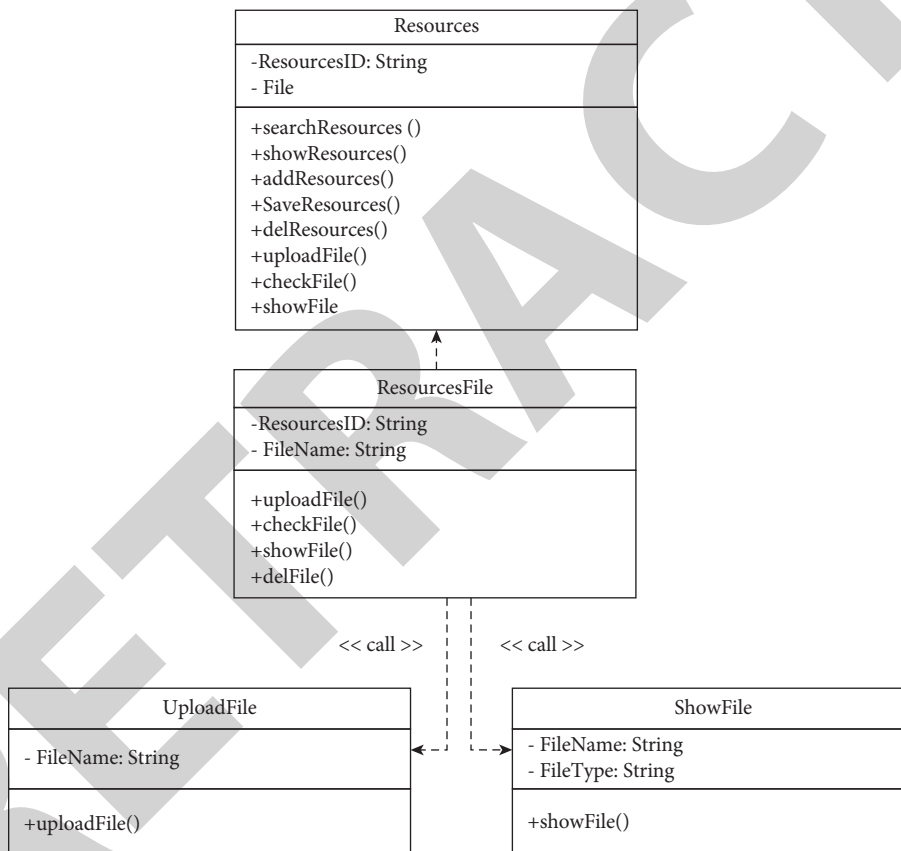 Resources
-ResourcesID: String
- File
+searchResources ()
+showResources()
+addResources()
+SaveResources()
+delResources()
+uploadFile()
+checkFile()
+showFile
ResourcesFile
-ResourcesID: String
- FileName: String
+uploadFile()
+checkFile()
+showFile()
+delFile()
<< call >> << call >>
UploadFile
- FileName: String
+uploadFile()
ShowFile
- FileName: String
- FileType: String
+showFile()
RETRACT